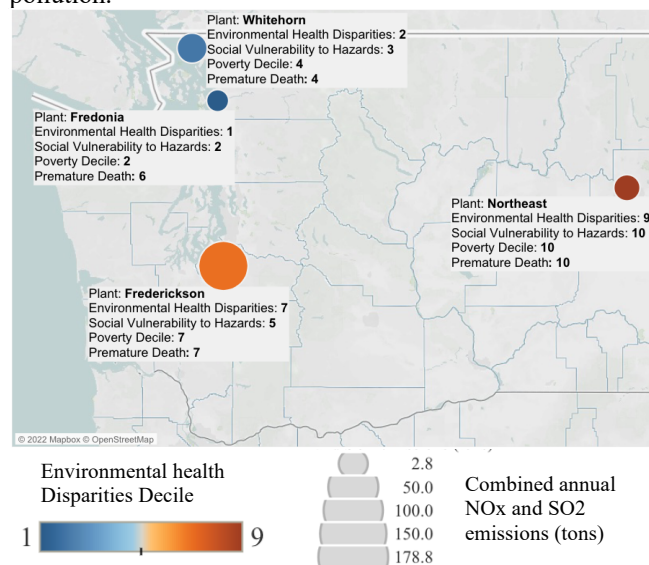 pollution.
Plant: Whitehorn
Environmental Health Disparities: 2
Social Vulnerability to Hazards: 3
Poverty Decile: 4
Premature Death: 4
Plant: Fredonia
Environmental Health Disparities: 1
Social Vulnerability to Hazards: 2
Poverty Decile: 2
Premature Death: 6
Plant: Northeast
Environmental Health Disparities: 9
Social Vulnerability to Hazards: 10
Poverty Decile: 10
Premature Death: 10
Plant: Frederickson
Environmental Health Disparities: 7
Social Vulnerability to Hazards: 5
Poverty Decile: 7
Premature Death: 7
© 2022 Mapbox © OpenStreetMap
Environmental health
Disparities Decile
1 9
2.8
50.0
100.0
150.0
178.8
Combined annual
NOx and SO2
emissions (tons)